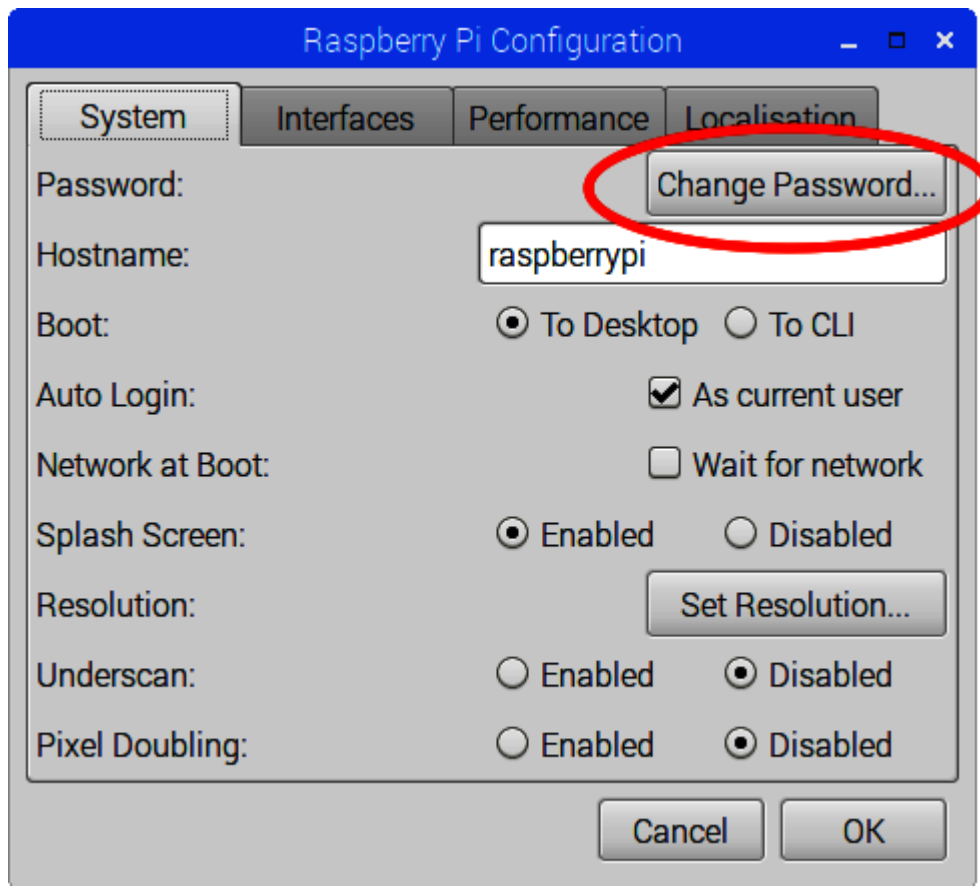 Raspberry Pi Configuration
System Interfaces Performance Localisation
Password: Change Password...
Hostname: raspberrypi
Boot: To Desktop To CLI
Auto Login: As current user
Network at Boot: Wait for network
Splash Screen: Enabled Disabled
Resolution: Set Resolution...
Underscan: Enabled Disabled
Pixel Doubling: Enabled Disabled
Cancel OK